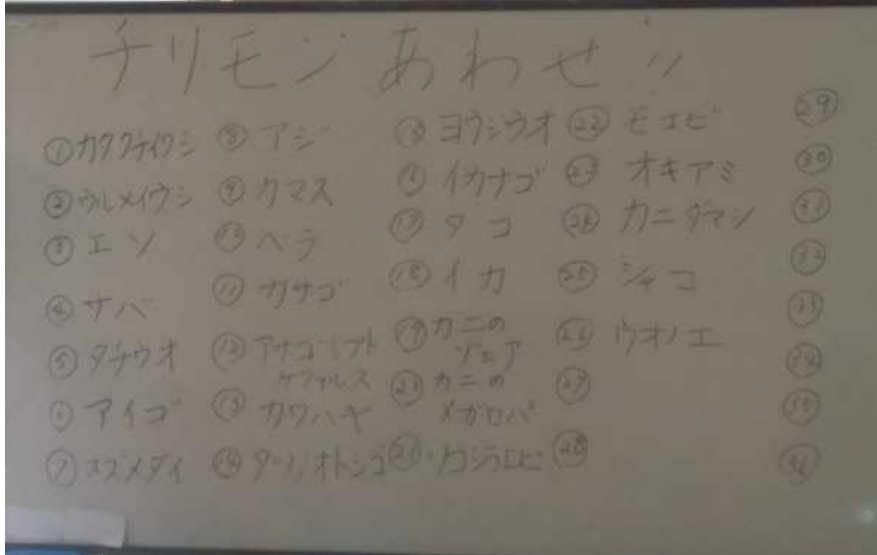 チリモンあわせ
①カタクチイワシ
②ウルメイワシ
③エソ
④サバ
⑤タチウオ
⑥アイゴ
⑦スズメダイ
⑧アジ
⑨カマス
⑩ベラ
⑪カサゴ
⑫アナゴレプト
ケファルス
⑬カワハギ
⑭タツノオトシゴ
⑮ヨウジウオ
⑯イカナゴ
⑰タコ
⑱イカ
⑲カニの
ゾエア
⑳カニの
メガロパ
㉑ソコシラエビ
㉒モエビ
㉓オキアミ
㉔カニダマシ
㉕シャコ
㉖ウオノエ
㉗
㉘
㉙
㉚
㉛
㉜
㉝
㉞
㉟
㊱